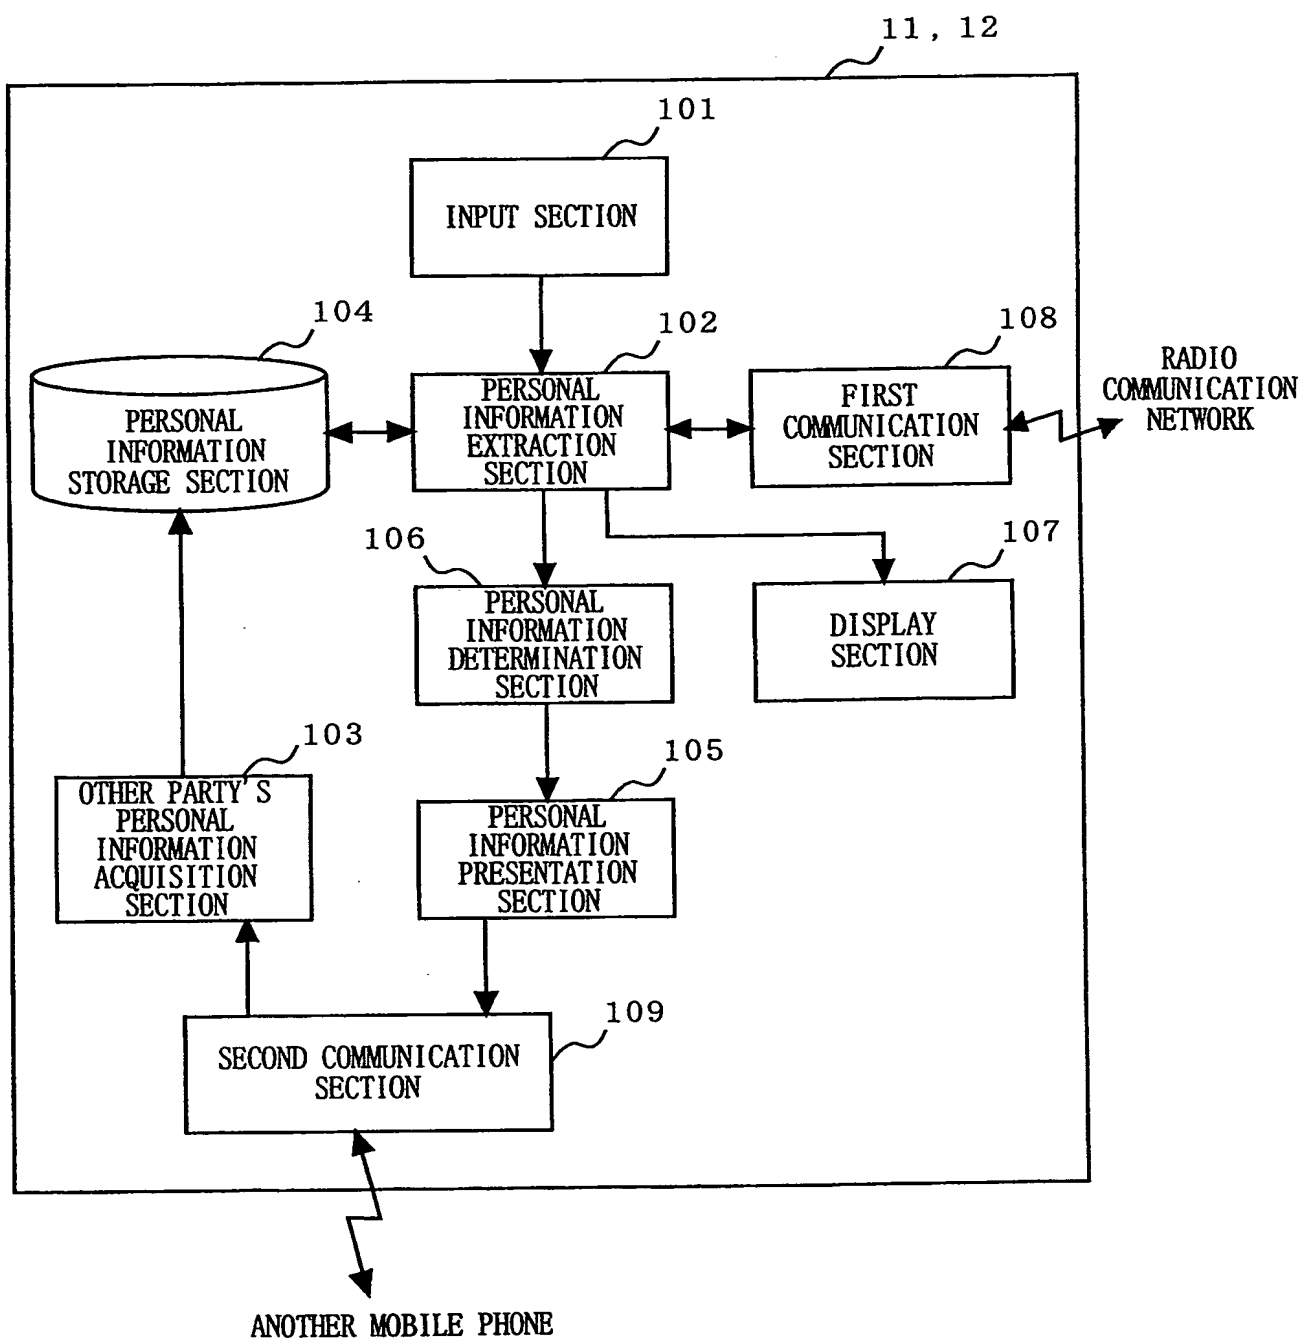 11, 12
101
INPUT SECTION
104
102
108
PERSONAL
INFORMATION
STORAGE SECTION
PERSONAL
INFORMATION
EXTRACTION
SECTION
FIRST
COMMUNICATION
SECTION
RADIO
COMMUNICATION
NETWORK
106
107
PERSONAL
INFORMATION
DETERMINATION
SECTION
DISPLAY
SECTION
103
105
OTHER PARTY'S
PERSONAL
INFORMATION
ACQUISITION
SECTION
PERSONAL
INFORMATION
PRESENTATION
SECTION
109
SECOND COMMUNICATION
SECTION
ANOTHER MOBILE PHONE